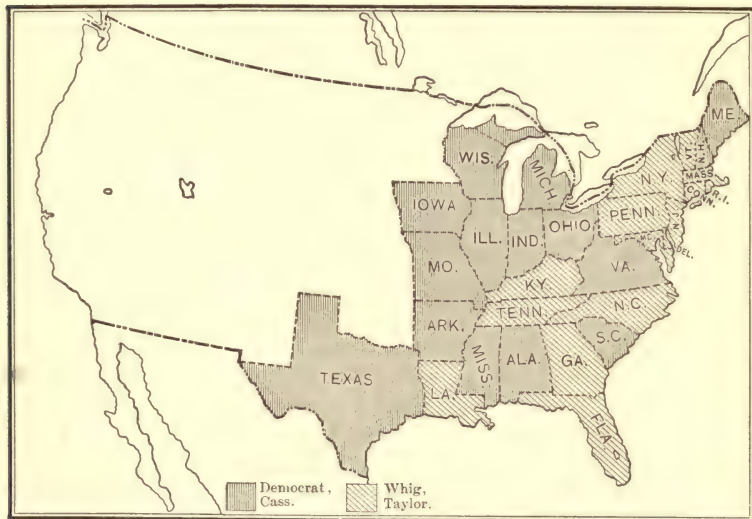 ME.
WIS.
MICH
VT.
N.H.
N.Y.
MASS
CONN.
R.I.
IOWA
PENN.
N.J.
ILL.
IND.
OHIO
MD.
DEL.
MO.
VA.
KY.
N.C.
TENN.
ARK.
S.C.
MISS
ALA.
GA.
TEXAS
LA.
FLA.
Democrat,
Cass.
Whig,
Taylor.